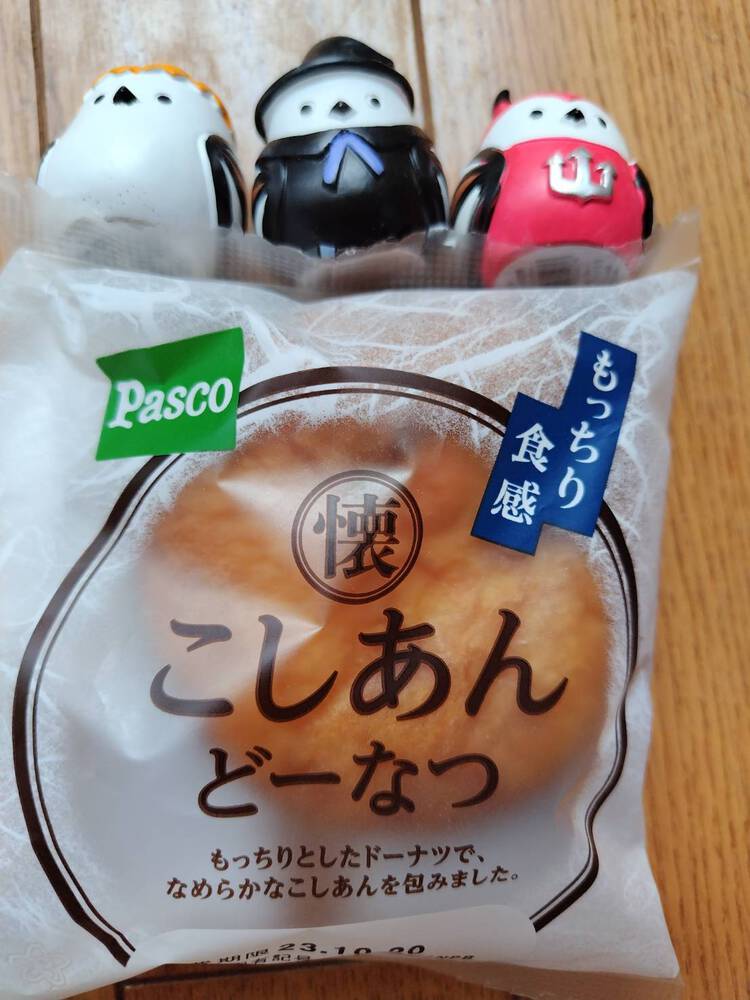 Pasco
もっちり
食感
懐
こしあん
どーなつ
もっちりとしたドーナツで、
なめらかなこしあんを包みました。
期限 23.10.20